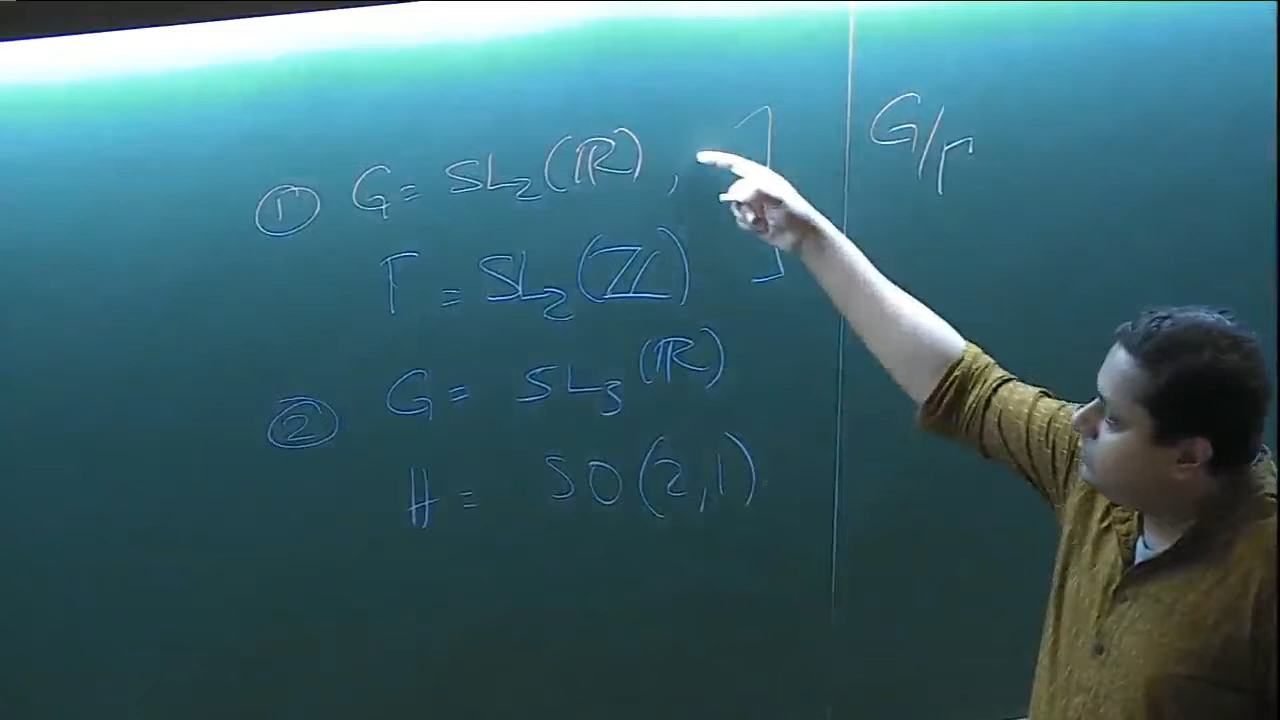 ① G = SL₂(ℝ),
Γ = SL₂(ℤ)
② G = SL₃(ℝ)
H = SO(2,1)
G/Γ